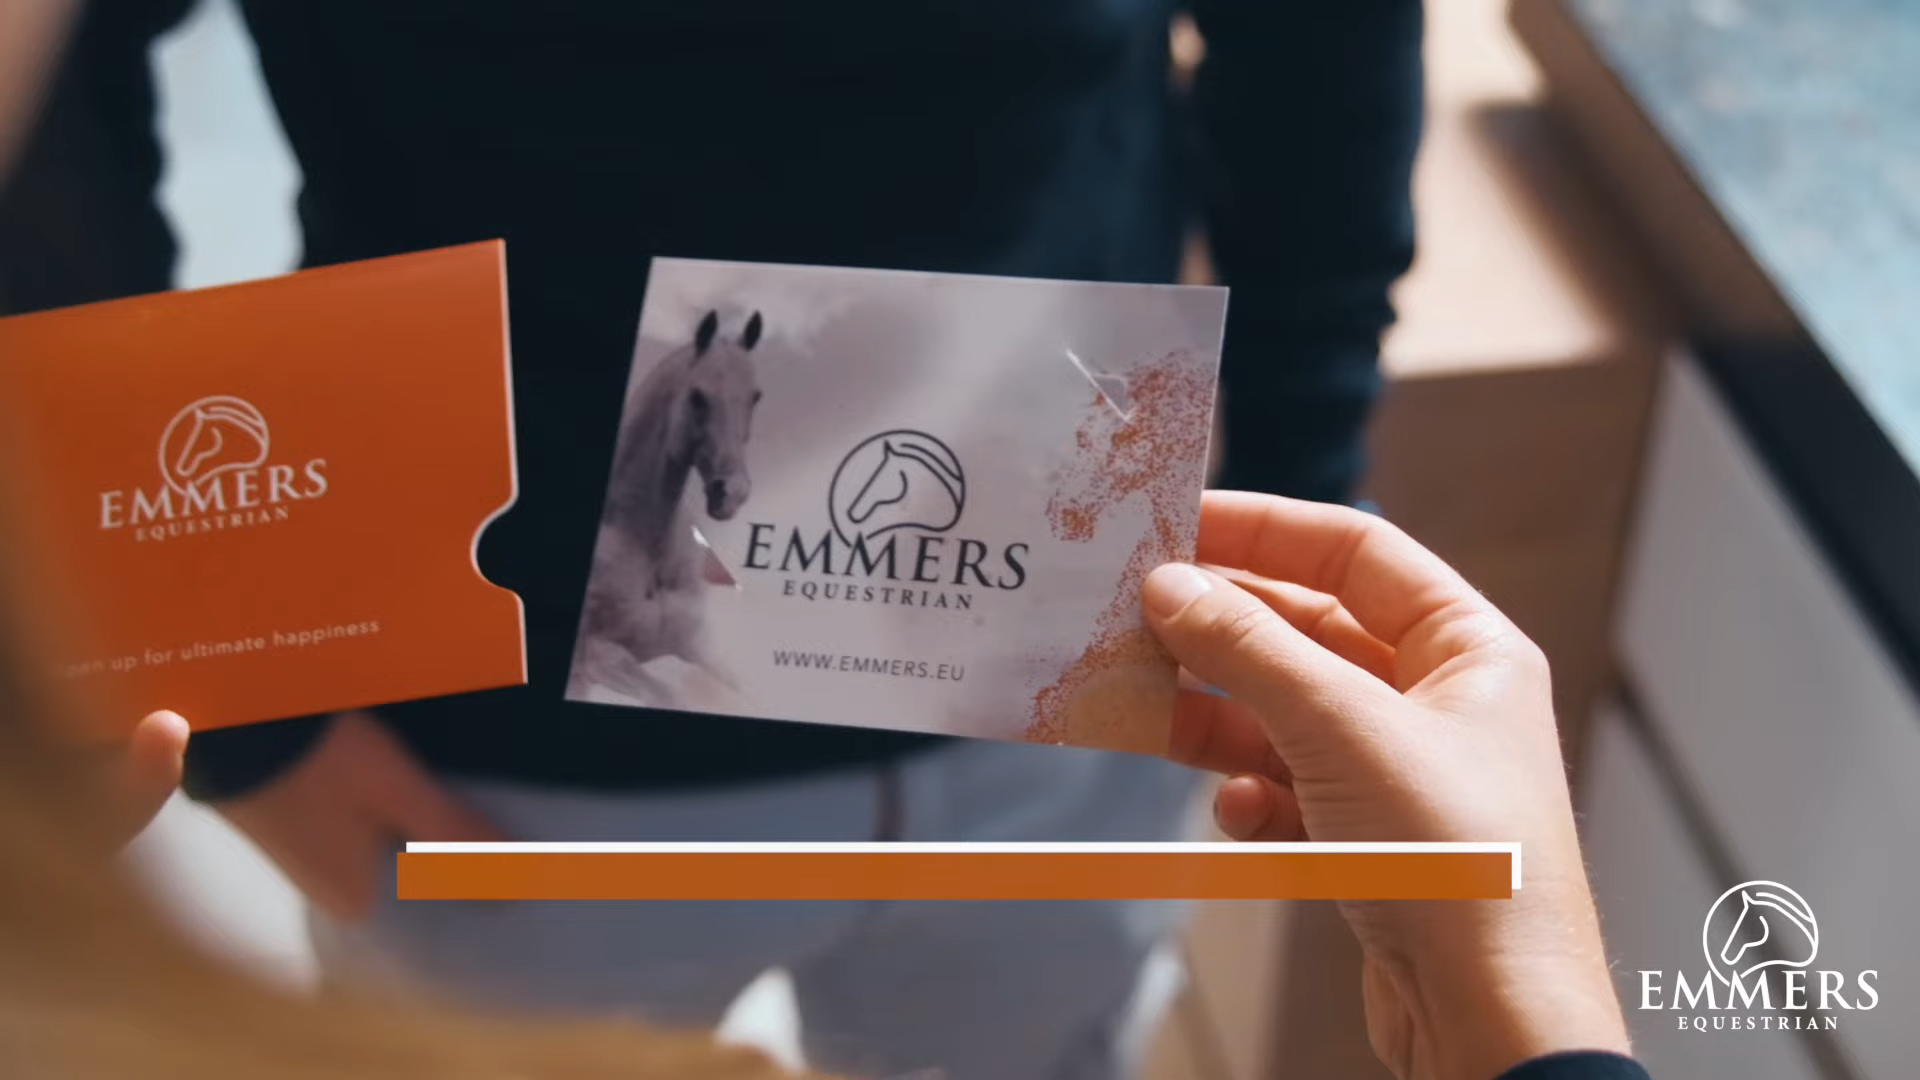 EMMERS
EQUESTRIAN
up for ultimate happiness
EMMERS
EQUESTRIAN
WWW.EMMERS.EU
EMMERS
EQUESTRIAN